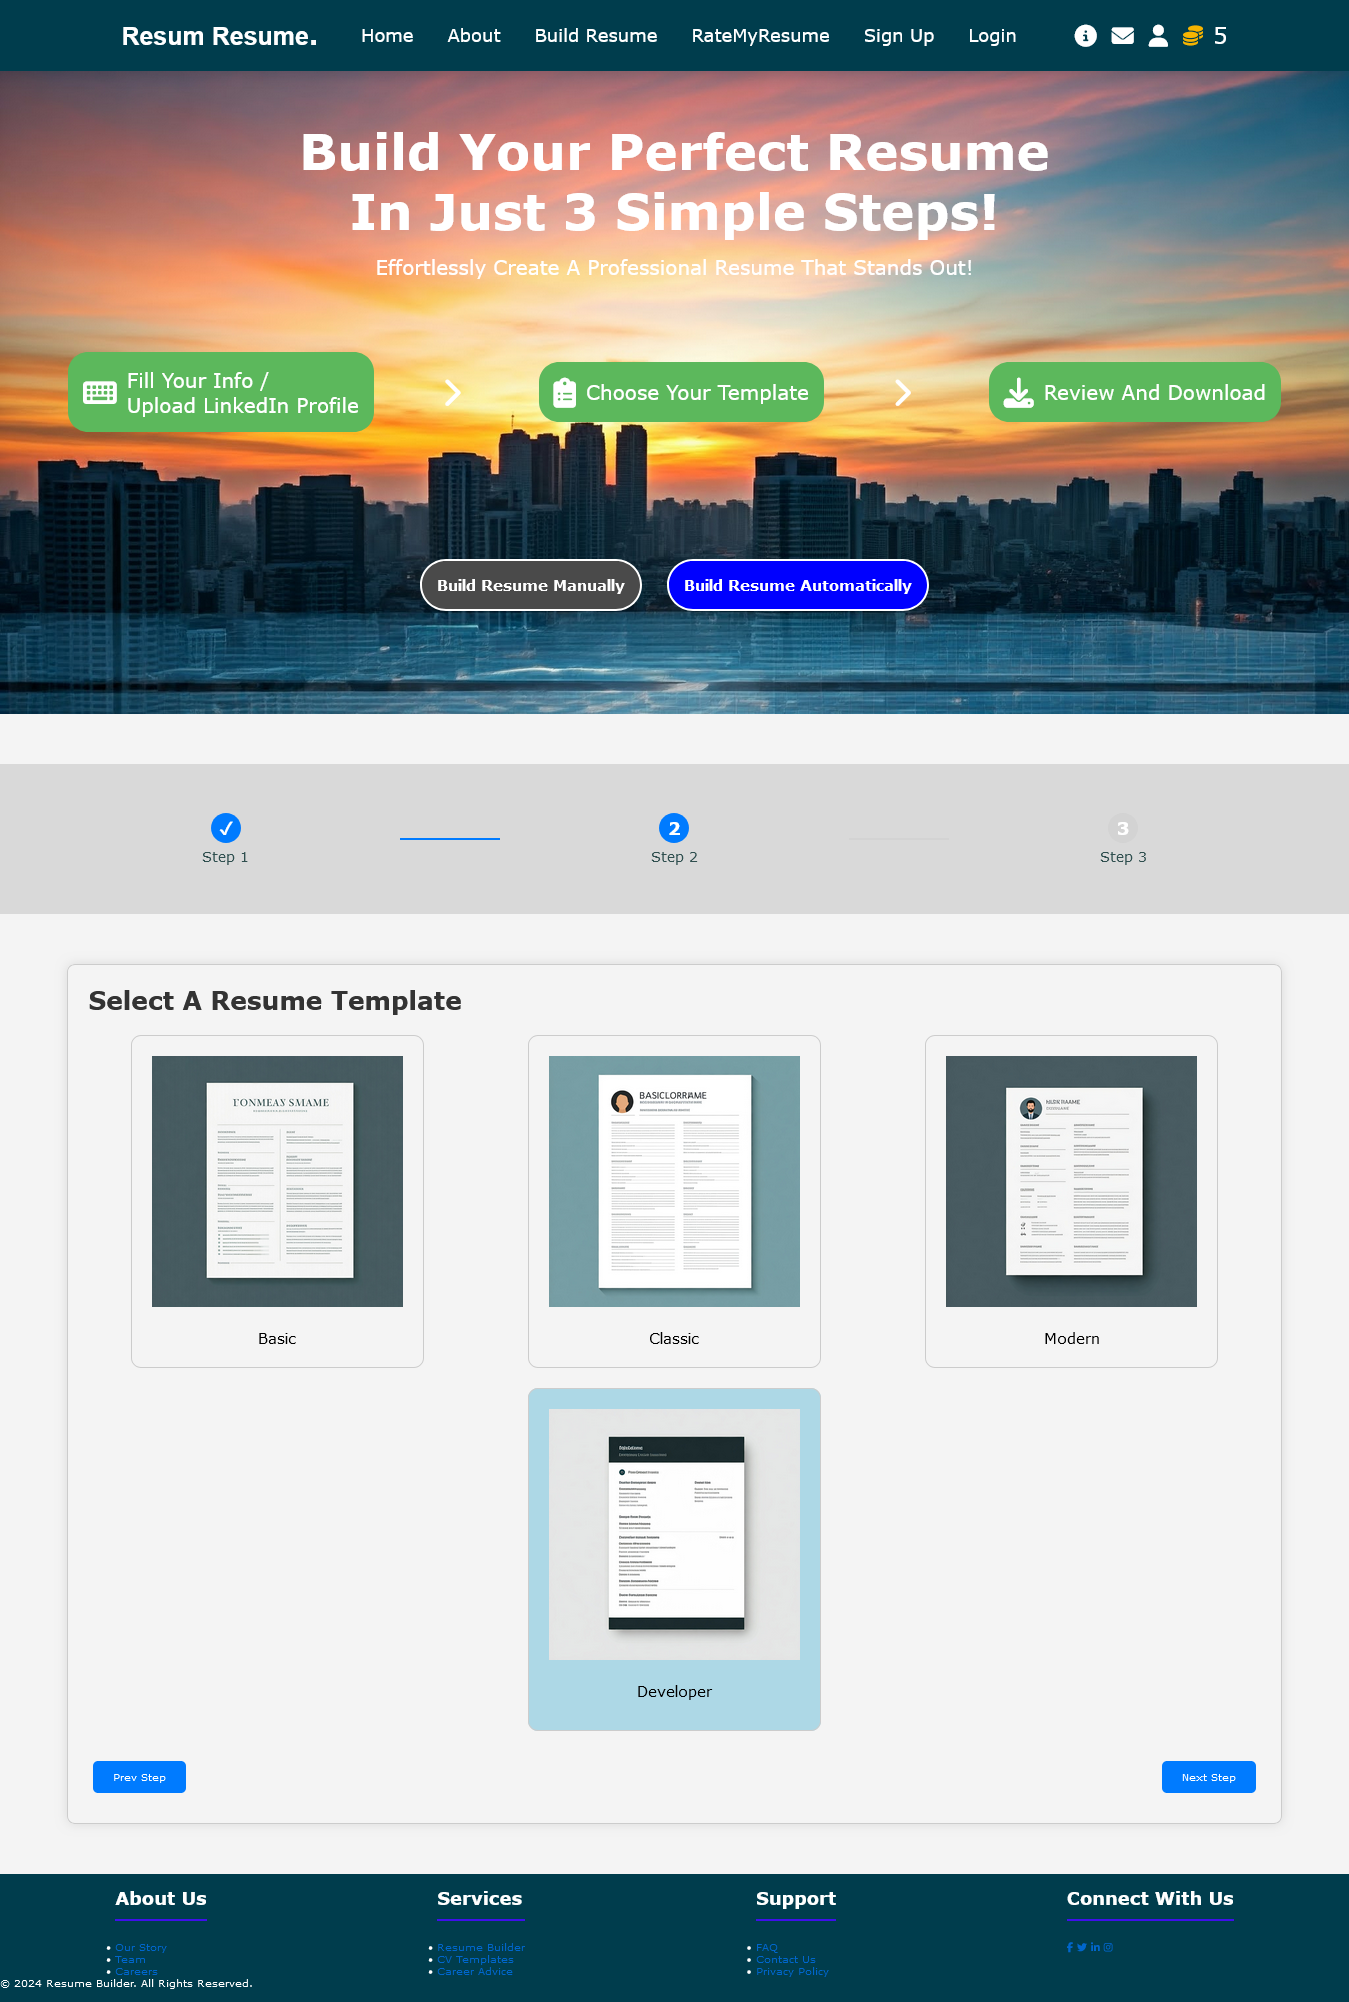 Resum Resume.
Home
About
Build Resume
RateMyResume
Sign Up
Login
5
Build Your Perfect Resume
In Just 3 Simple Steps!
Effortlessly Create A Professional Resume That Stands Out!
Fill Your Info /
Upload LinkedIn Profile
Choose Your Template
Review And Download
Build Resume Manually
Build Resume Automatically
Step 1
2
Step 2
3
Step 3
Select A Resume Template
BASICLORRAME
Basic
Classic
Modern
Developer
Prev Step
Next Step
About Us
Our Story
Team
Careers
Services
Resume Builder
CV Templates
Career Advice
Support
FAQ
Contact Us
Privacy Policy
Connect With Us
© 2024 Resume Builder. All Rights Reserved.